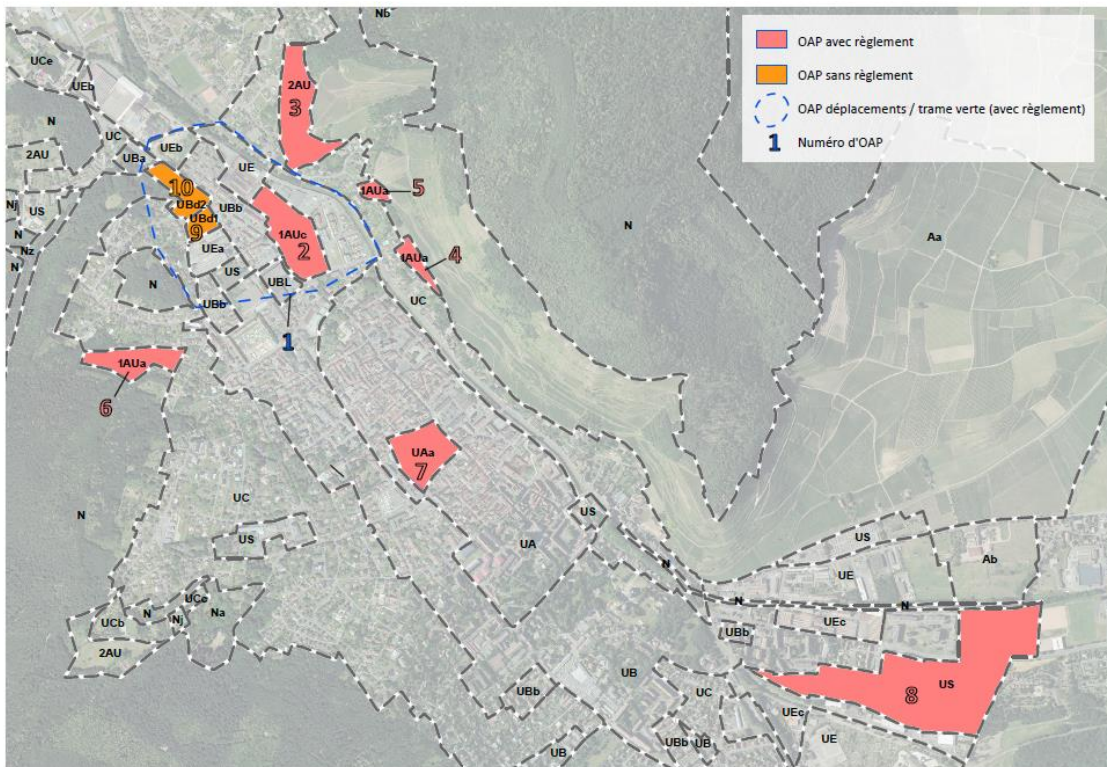 OAP avec règlement
OAP sans règlement
OAP déplacements / trame verte (avec règlement)
1 Numéro d'OAP
Nb
UCe
UEb
2AU
3
N
UC
UEb
UE
UBa
2AU
10
5
1AUa
N
Nj
US
UBd2
UBb
UBd1
Aa
N
9
1AUc
Nz
UEa
2
1AUa
4
N
US
N
UBL
UC
UBb
1
1AUa
6
UAa
7
UC
N
US
US
US
UA
Ab
UE
N
UCe
N
N
N
Na
UCb
Nj
UEc
UBb
2AU
UB
US
UC
8
UBb
UEc
UE
UBb
UB
UB